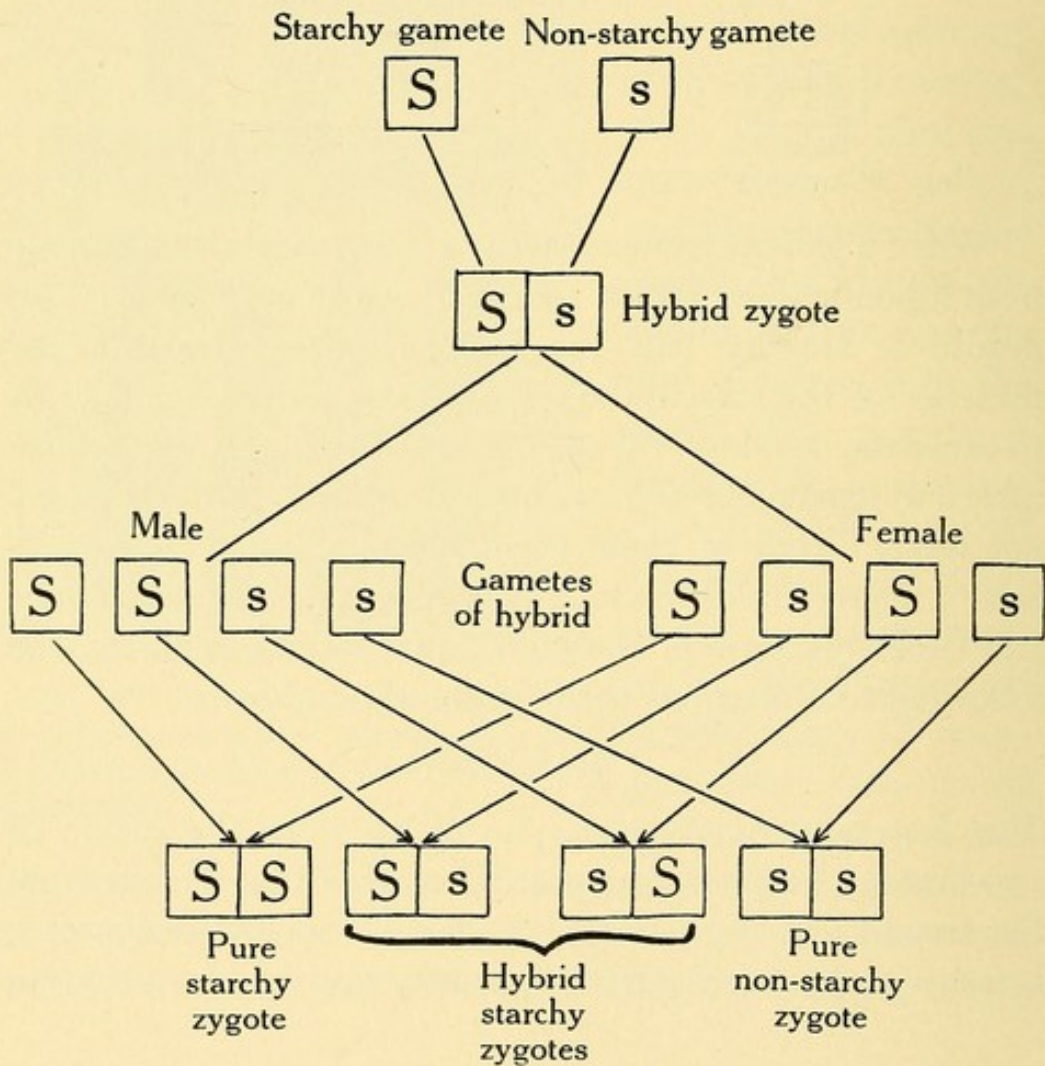 Starchy gamete Non-starchy gamete
S s
S s Hybrid zygote
Male Female
S S s s Gametes of hybrid S s S s
S S S s s S s s
Pure starchy zygote
Hybrid starchy zygotes
Pure non-starchy zygote